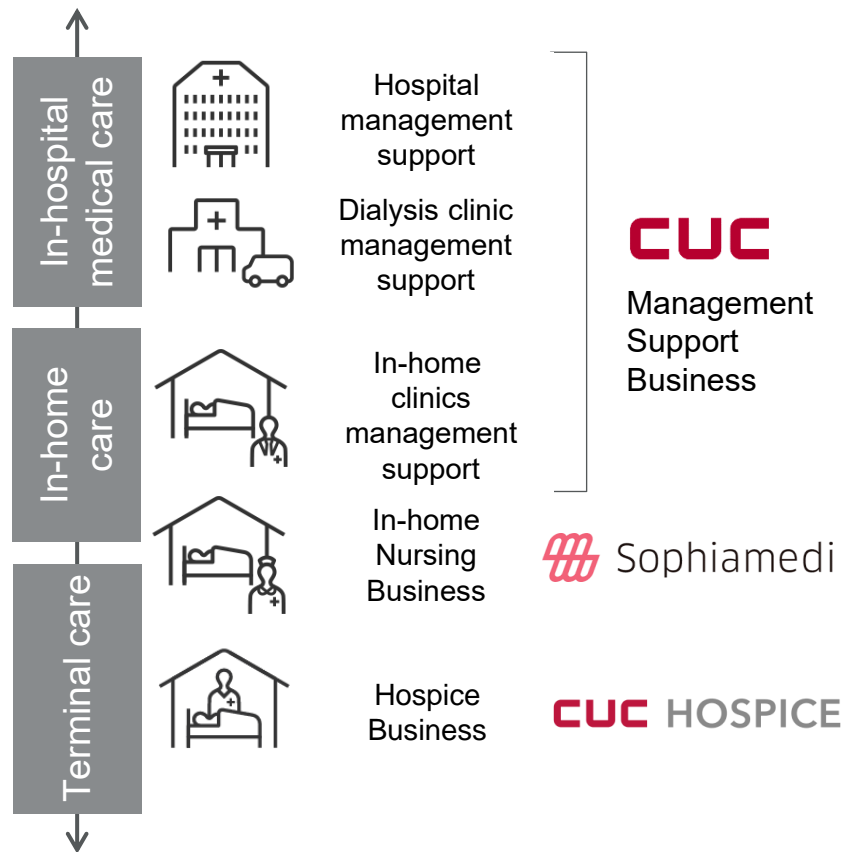 In-hospital
medical care
Hospital
management
support
Dialysis clinic
management
support
CUC
Management
Support
Business
In-home
care
In-home
clinics
management
support
In-home
Nursing
Business
Sophiamedi
Terminal care
Hospice
Business
CUC HOSPICE